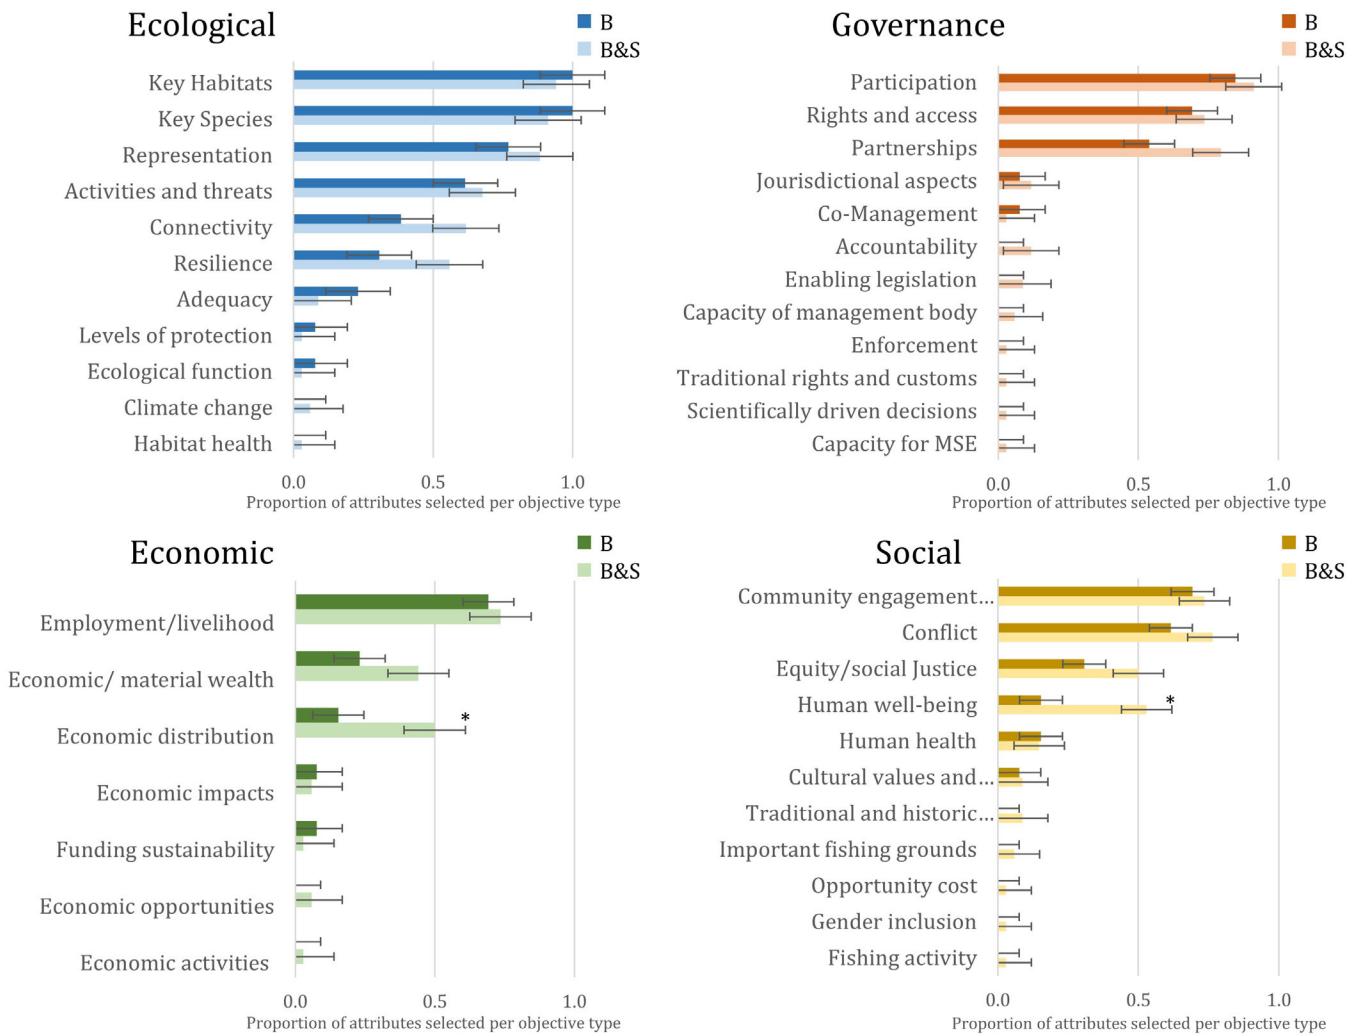 Ecological
B
B&S
Key Habitats
Key Species
Representation
Activities and threats
Connectivity
Resilience
Adequacy
Levels of protection
Ecological function
Climate change
Habitat health
0.0 0.5 1.0
Proportion of attributes selected per objective type
Governance
B
B&S
Participation
Rights and access
Partnerships
Jourisdictional aspects
Co-Management
Accountability
Enabling legislation
Capacity of management body
Enforcement
Traditional rights and customs
Scientifically driven decisions
Capacity for MSE
0.0 0.5 1.0
Proportion of attributes selected per objective type
Economic
B
B&S
Employment/livelihood
Economic/ material wealth
Economic distribution *
Economic impacts
Funding sustainability
Economic opportunities
Economic activities
0.0 0.5 1.0
Proportion of attributes selected per objective type
Social
B
B&S
Community engagement...
Conflict
Equity/social Justice
Human well-being *
Human health
Cultural values and...
Traditional and historic...
Important fishing grounds
Opportunity cost
Gender inclusion
Fishing activity
0.0 0.5 1.0
Proportion of attributes selected per objective type